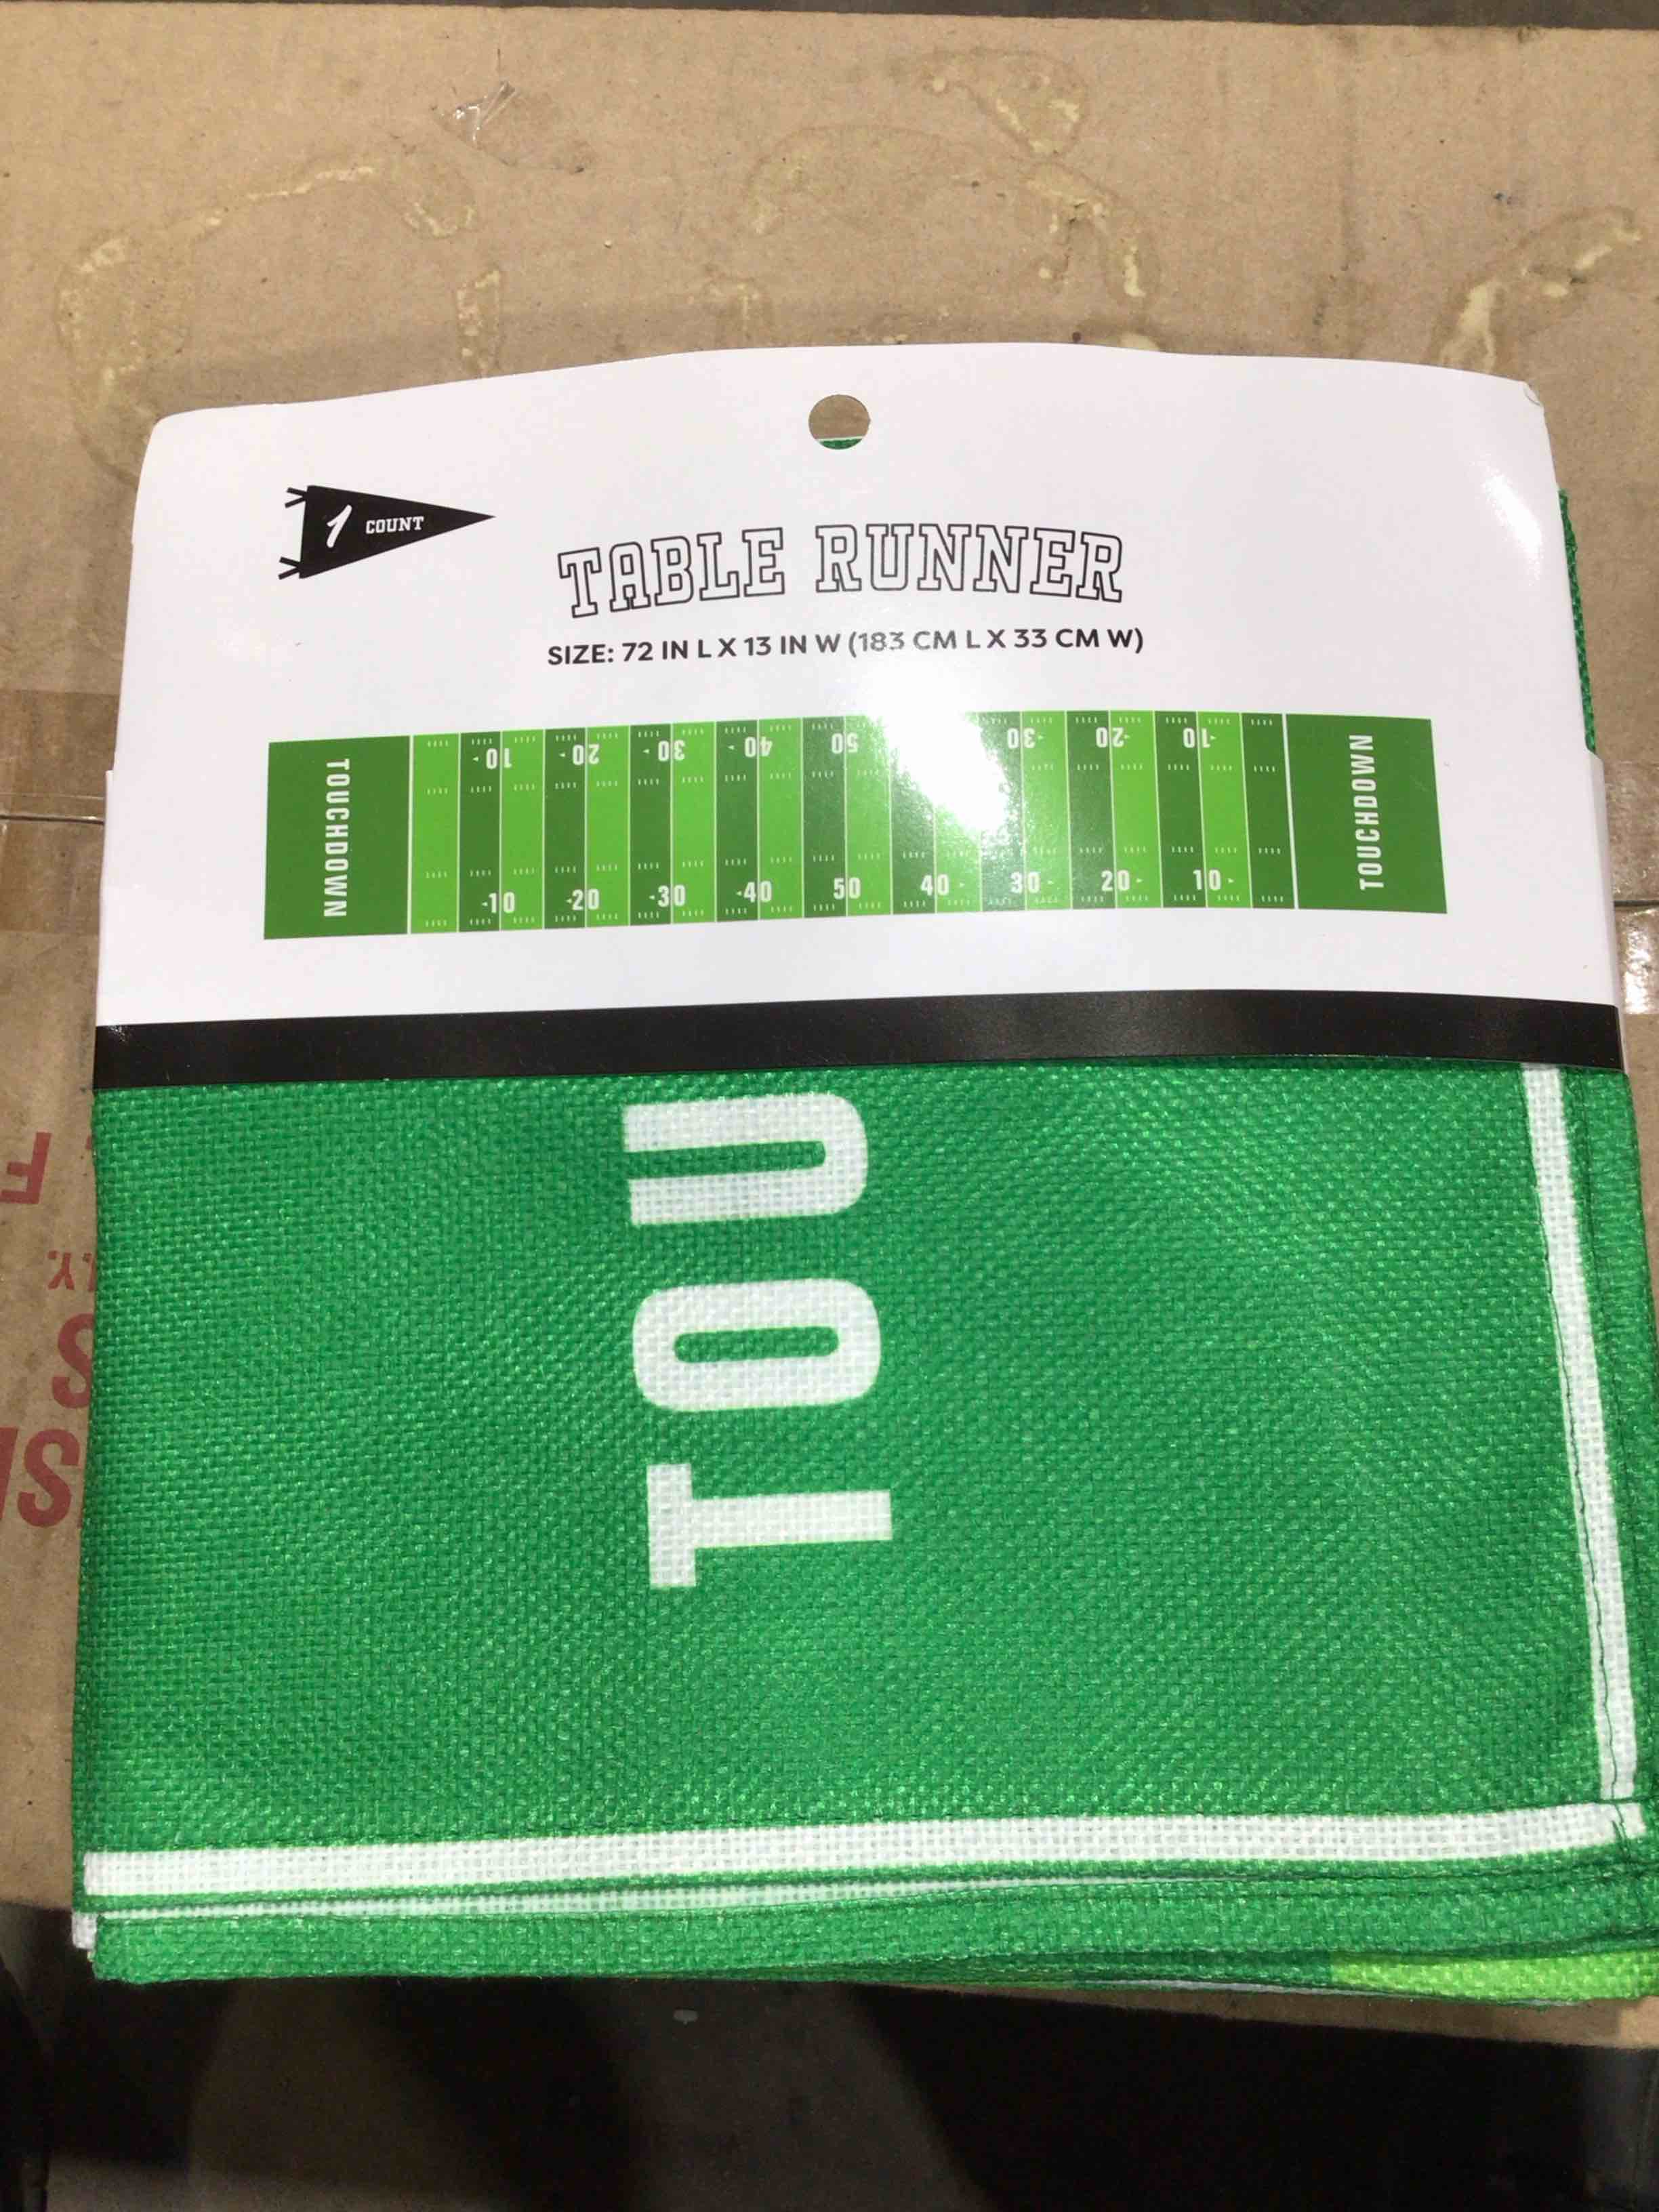 1 COUNT
TABLE RUNNER
SIZE: 72 IN L X 13 IN W (183 CM L X 33 CM W)
TOUCHDOWN
10 20 30 40 50 30 20 10
-10 -20 -30 -40 50 40- 30- 20- 10-
TOUCHDOWN
TOU
F
S